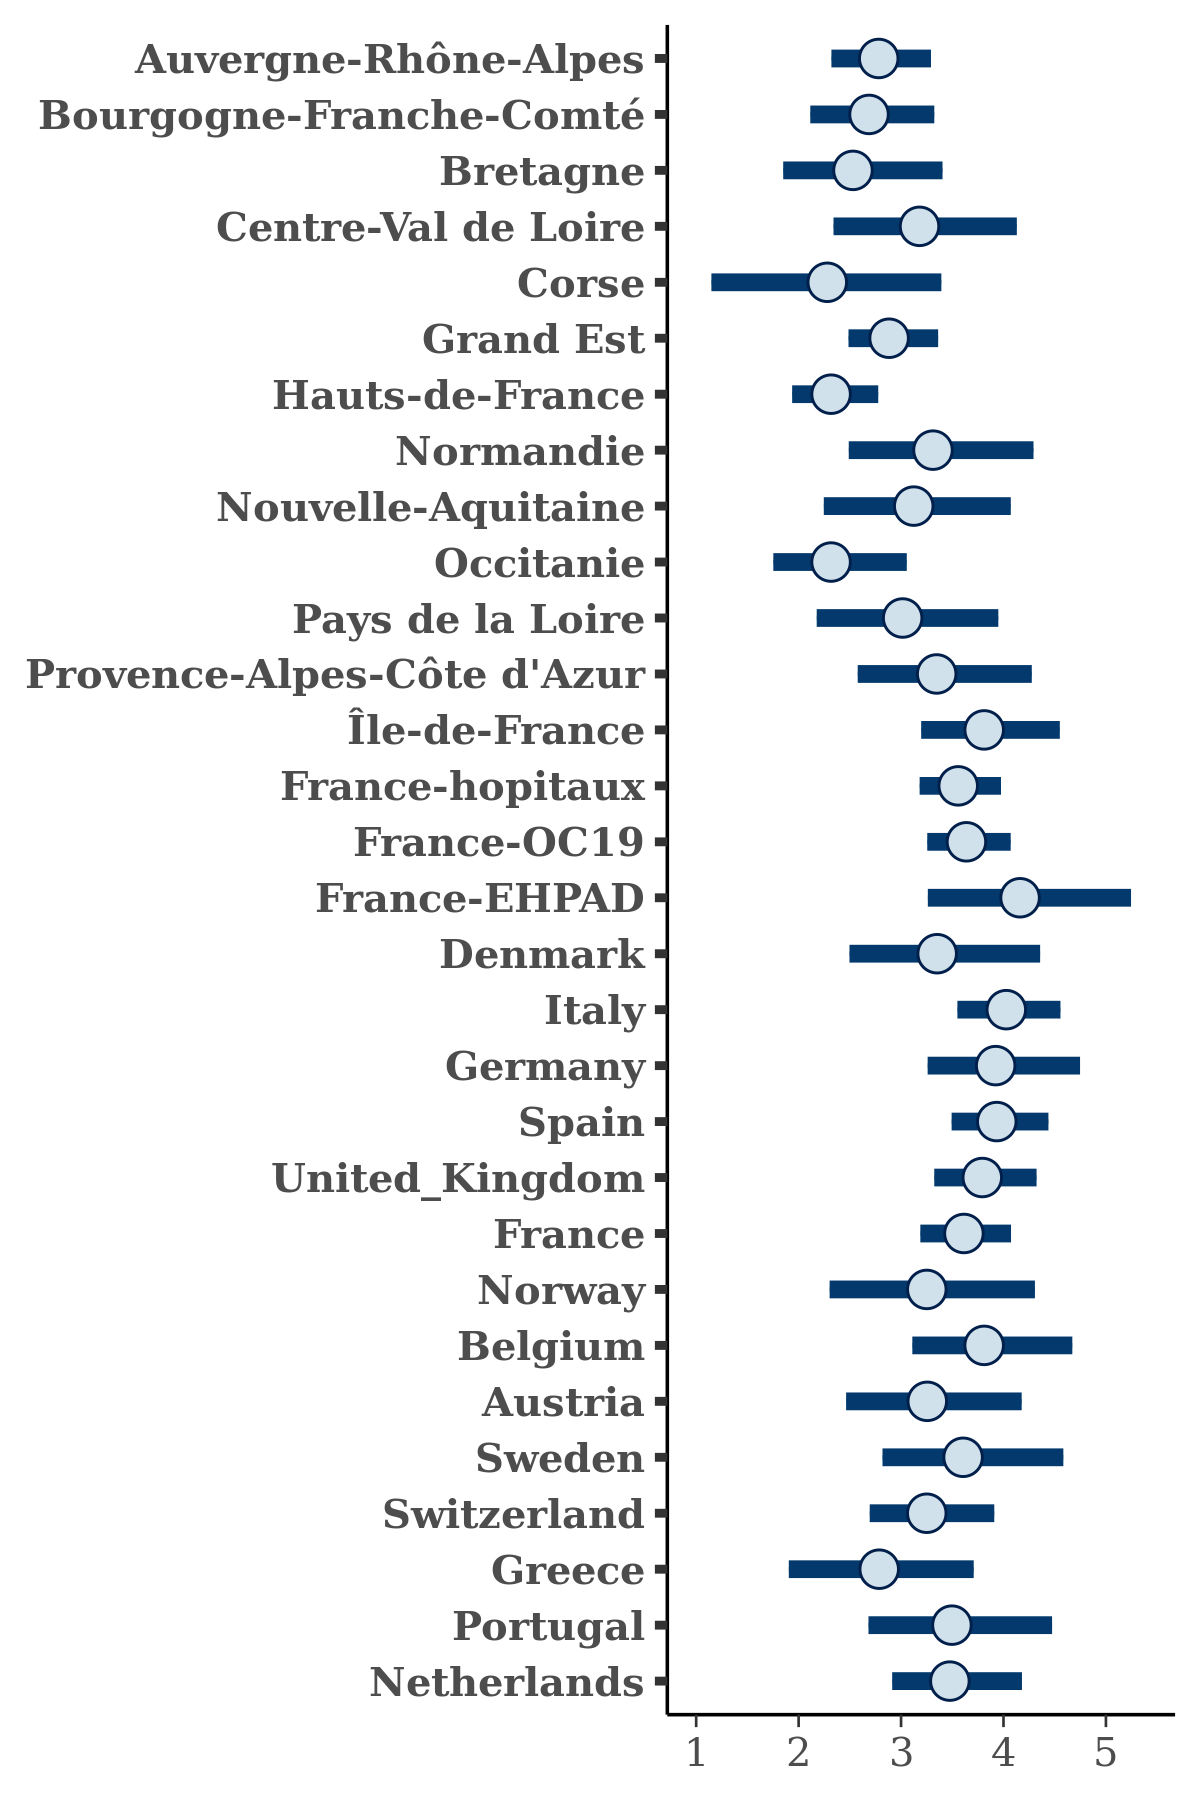 Auvergne-Rhône-Alpes
Bourgogne-Franche-Comté
Bretagne
Centre-Val de Loire
Corse
Grand Est
Hauts-de-France
Normandie
Nouvelle-Aquitaine
Occitanie
Pays de la Loire
Provence-Alpes-Côte d'Azur
Île-de-France
France-hopitaux
France-OC19
France-EHPAD
Denmark
Italy
Germany
Spain
United_Kingdom
France
Norway
Belgium
Austria
Sweden
Switzerland
Greece
Portugal
Netherlands
1 2 3 4 5